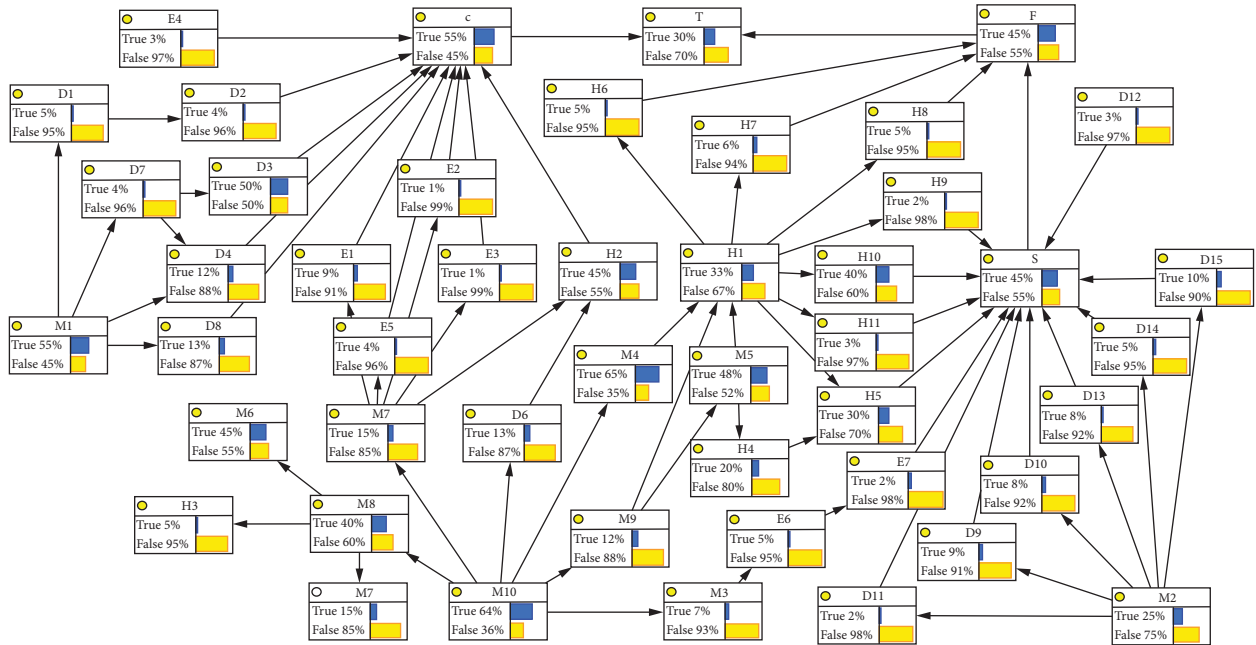 E4
True 3%
False 97%
c
True 55%
False 45%
T
True 30%
False 70%
F
True 45%
False 55%
D1
True 5%
False 95%
D2
True 4%
False 96%
H6
True 5%
False 95%
H7
True 6%
False 94%
H8
True 5%
False 95%
D12
True 3%
False 97%
D7
True 4%
False 96%
D3
True 50%
False 50%
E2
True 1%
False 99%
H9
True 2%
False 98%
D4
True 12%
False 88%
E1
True 9%
False 91%
E3
True 1%
False 99%
H2
True 45%
False 55%
H1
True 33%
False 67%
H10
True 40%
False 60%
S
True 45%
False 55%
D15
True 10%
False 90%
M1
True 55%
False 45%
D8
True 13%
False 87%
E5
True 4%
False 96%
M4
True 65%
False 35%
M5
True 48%
False 52%
H11
True 3%
False 97%
D14
True 5%
False 95%
M6
True 45%
False 55%
M7
True 15%
False 85%
D6
True 13%
False 87%
H4
True 20%
False 80%
H5
True 30%
False 70%
D13
True 8%
False 92%
E7
True 2%
False 98%
D10
True 8%
False 92%
H3
True 5%
False 95%
M8
True 40%
False 60%
M9
True 12%
False 88%
E6
True 5%
False 95%
D9
True 9%
False 91%
M7
True 15%
False 85%
M10
True 64%
False 36%
M3
True 7%
False 93%
D11
True 2%
False 98%
M2
True 25%
False 75%